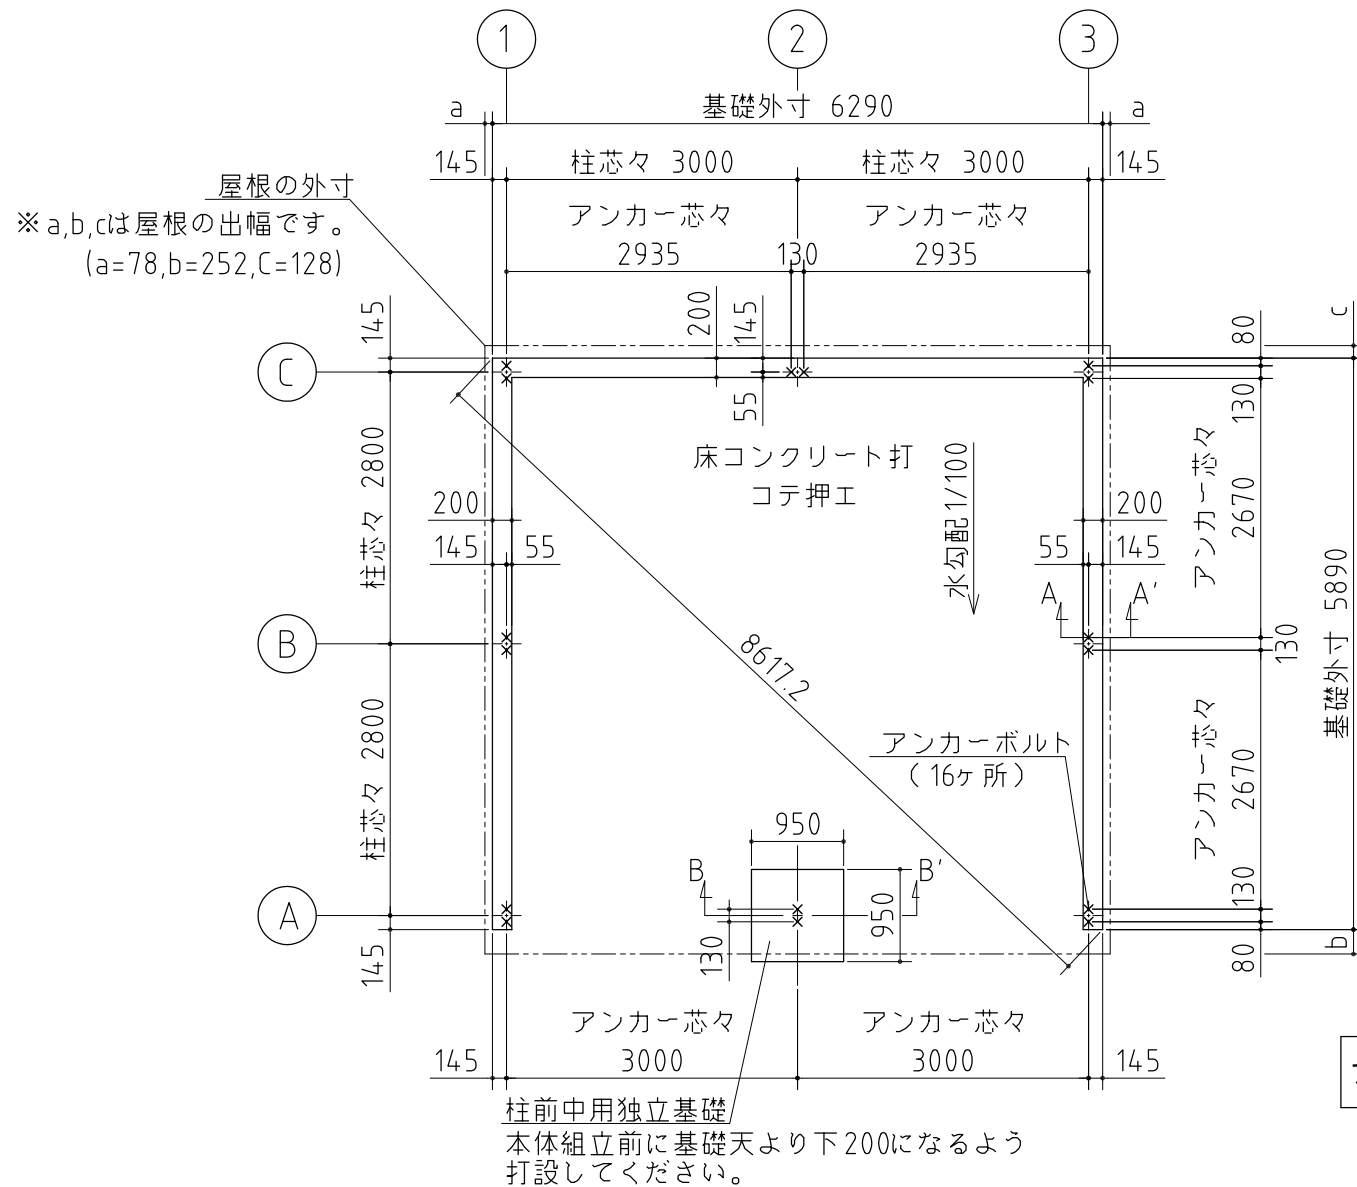 1
2
3
a
基礎外寸 6290
a
145
柱芯々 3000
柱芯々 3000
145
屋根の外寸
※a,b,cは屋根の出幅です。
(a=78,b=252,C=128)
アンカー芯々
アンカー芯々
2935
130
2935
145
200
145
80
c
C
55
130
床コンクリート打
コテ押エ
水勾配1/100
柱芯々 2800
200
200
145
55
55
145
アンカー芯々
2670
A
A'
基礎外寸 5890
B
130
8617.2
柱芯々 2800
アンカー芯々
2670
アンカーボルト
(16ケ所)
950
B
B'
950
130
A
130
145
80
b
アンカー芯々
アンカー芯々
145
3000
3000
145
柱前中用独立基礎
本体組立前に基礎天より下200になるよう
打設してください。